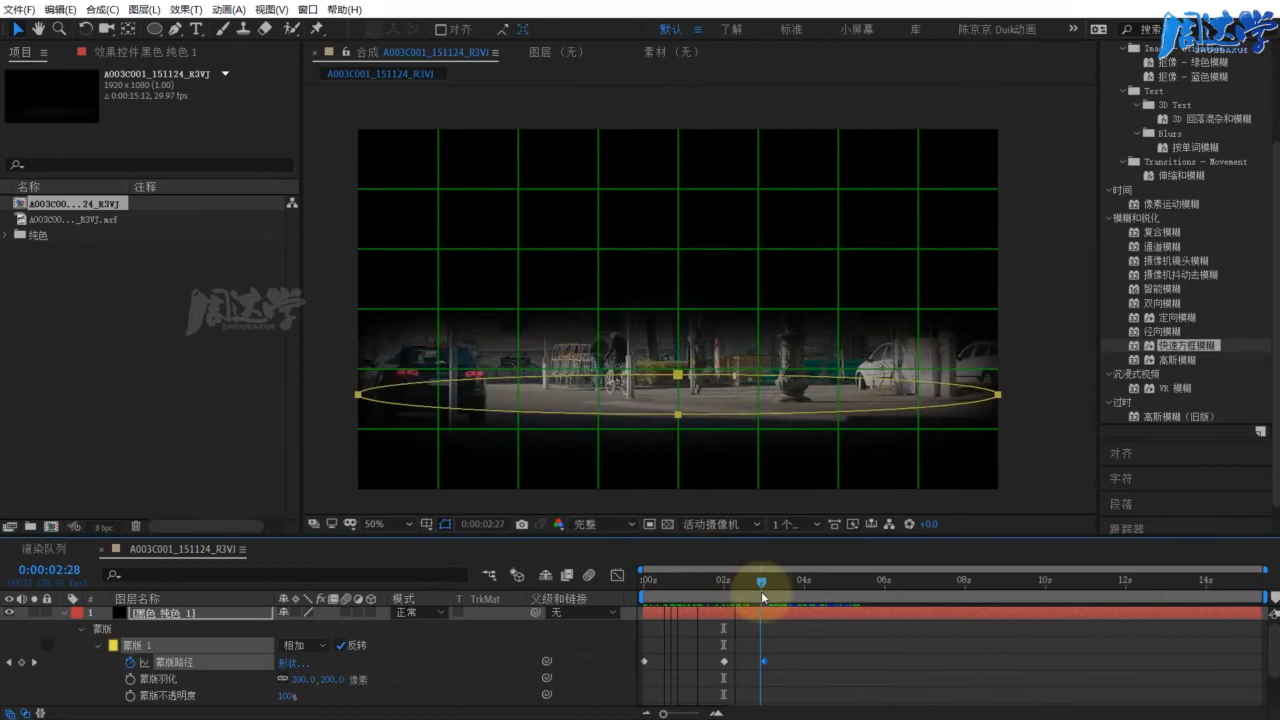 文件(F) 编辑(E) 合成(C) 图层(L) 效果(T) 动画(A) 视图(V) 窗口 帮助(H)
对齐 默认 了解 标准 小屏幕 库 陈京京 Duik动画 搜索
周达学
ZHOUDAXUE
项目 效果控件 黑色 纯色 1
合成 A003C001_151124_R3VJ 图层 (无) 素材 (无)
A003C001_151124_R3VJ
A003C001_151124_R3VJ
1920 x 1080 (1.00)
△ 0:00:15:12, 29.97 fps
名称 注释
A003C00...24_R3VJ
A003C00..._R3VJ.mxf
纯色
周达学
ZHOUDAXUE
8 bpc
抠像 - 绿色模糊
抠像 - 蓝色模糊
Text
3D Text
3D 回落混杂和模糊
Blurs
按单词模糊
Transitions - Movement
伸缩和模糊
时间
像素运动模糊
模糊和锐化
复合模糊
通道模糊
摄像机镜头模糊
摄像机抖动去模糊
智能模糊
双向模糊
定向模糊
径向模糊
快速方框模糊
高斯模糊
沉浸式视频
VR 模糊
过时
高斯模糊 (旧版)
对齐
字符
段落
跟踪器
50% 0:00:02:27 完整 活动摄像机 1 个... +0.0
渲染队列 A003C001_151124_R3VJ
0:00:02:28
:00s 02s 04s 06s 08s 10s 12s 14s
# 图层名称 模式 T TrkMat 父级和链接
1 [黑色 纯色 1] 正常 无
蒙版
蒙版 1 相加 反转
蒙版路径 形状...
蒙版羽化 200.0,200.0 像素
蒙版不透明度 100%